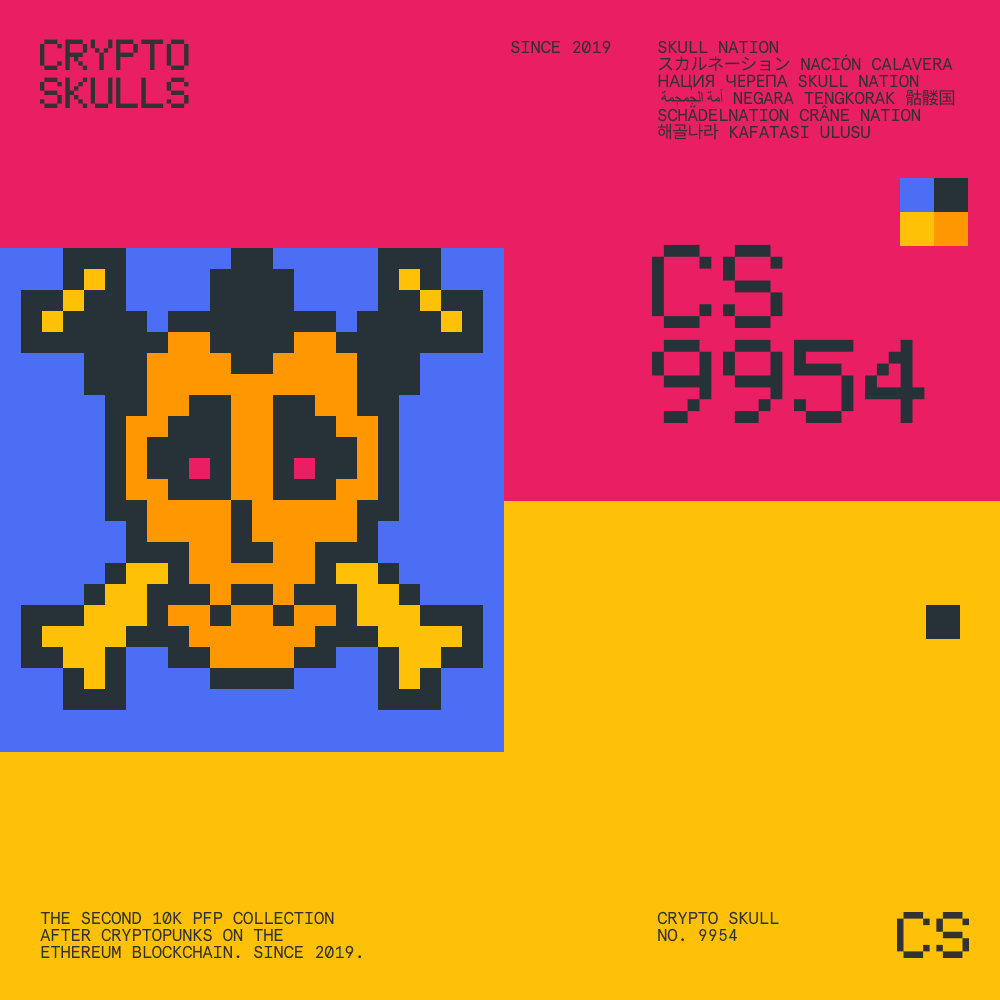 CRYPTO
SKULLS
SINCE 2019
SKULL NATION
スカルネーション NACIÓN CALAVERA
НАЦИЯ ЧЕРЕПА SKULL NATION
أمة الجمجمة NEGARA TENGKORAK 骷髅国
SCHÄDELNATION CRÂNE NATION
해골나라 KAFATASI ULUSU
CS
9954
THE SECOND 10K PFP COLLECTION
AFTER CRYPTOPUNKS ON THE
ETHEREUM BLOCKCHAIN. SINCE 2019.
CRYPTO SKULL
NO. 9954
CS